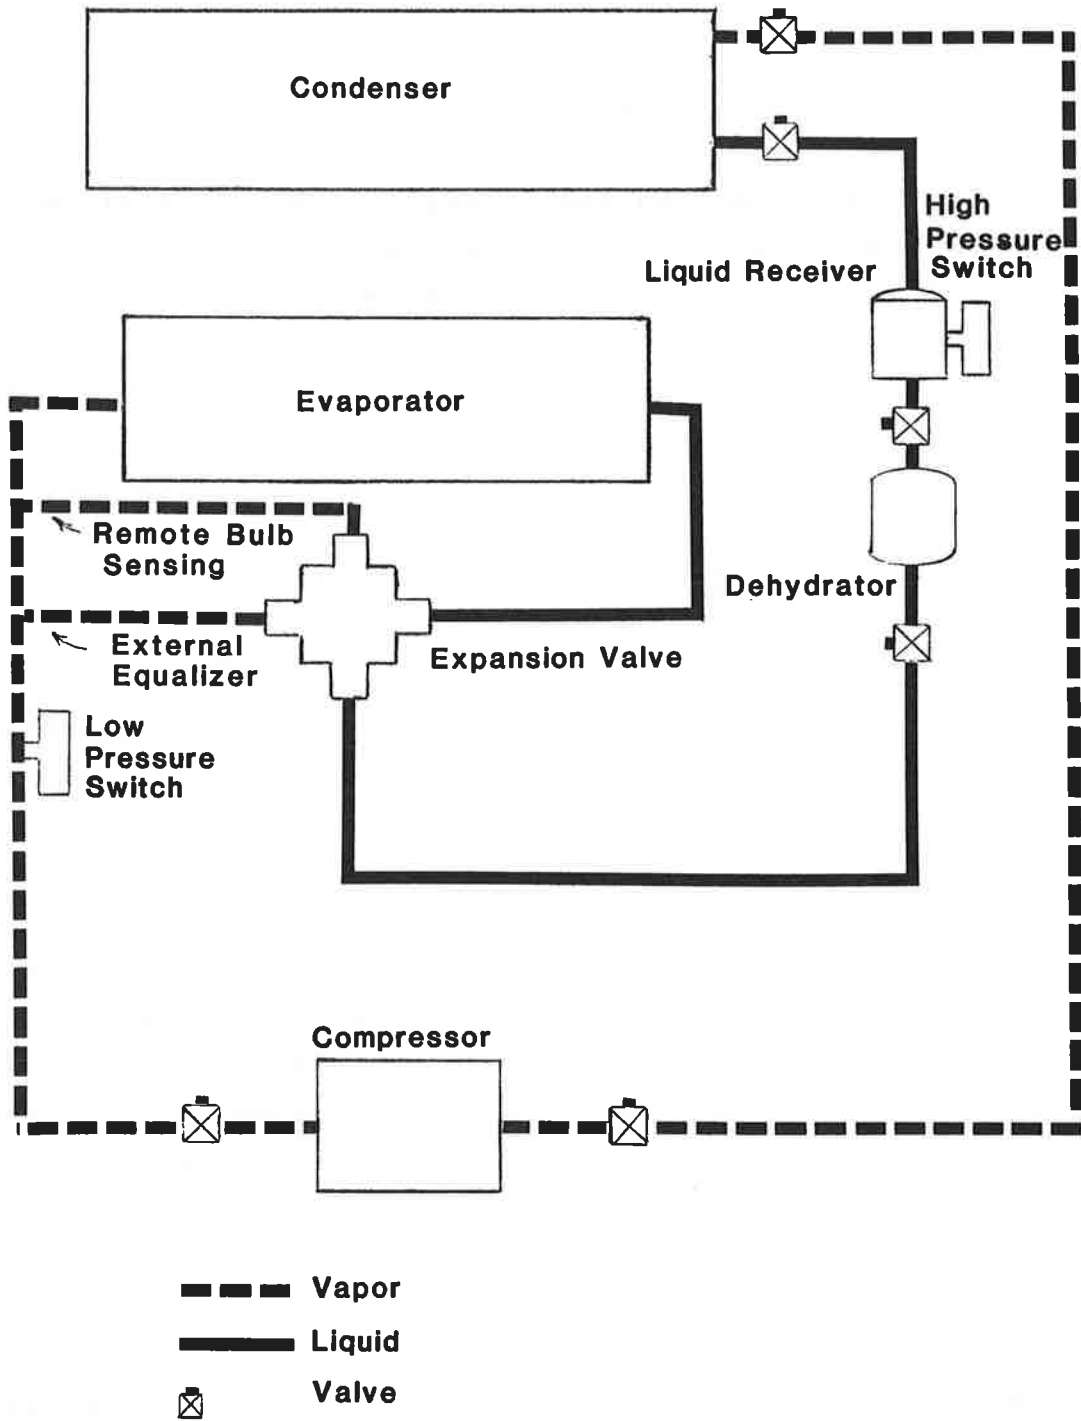 Condenser
High
Pressure
Switch
Liquid Receiver
Evaporator
Remote Bulb
Sensing
Dehydrator
External
Equalizer
Expansion Valve
Low
Pressure
Switch
Compressor
Vapor
Liquid
Valve